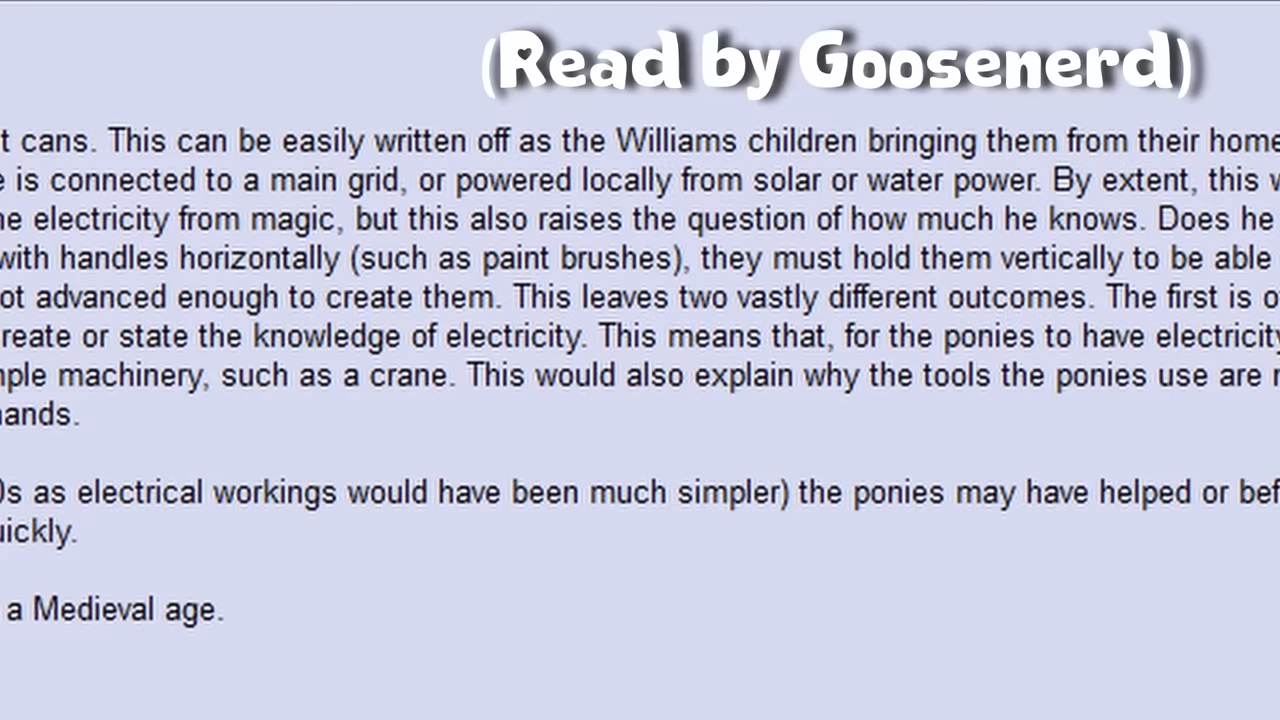 (Read by Goosenerd)
t cans. This can be easily written off as the Williams children bringing them from their home
e is connected to a main grid, or powered locally from solar or water power. By extent, this w
he electricity from magic, but this also raises the question of how much he knows. Does he
with handles horizontally (such as paint brushes), they must hold them vertically to be able
ot advanced enough to create them. This leaves two vastly different outcomes. The first is o
reate or state the knowledge of electricity. This means that, for the ponies to have electricity
mple machinery, such as a crane. This would also explain why the tools the ponies use are
hands.
0s as electrical workings would have been much simpler) the ponies may have helped or bef
uickly.
a Medieval age.